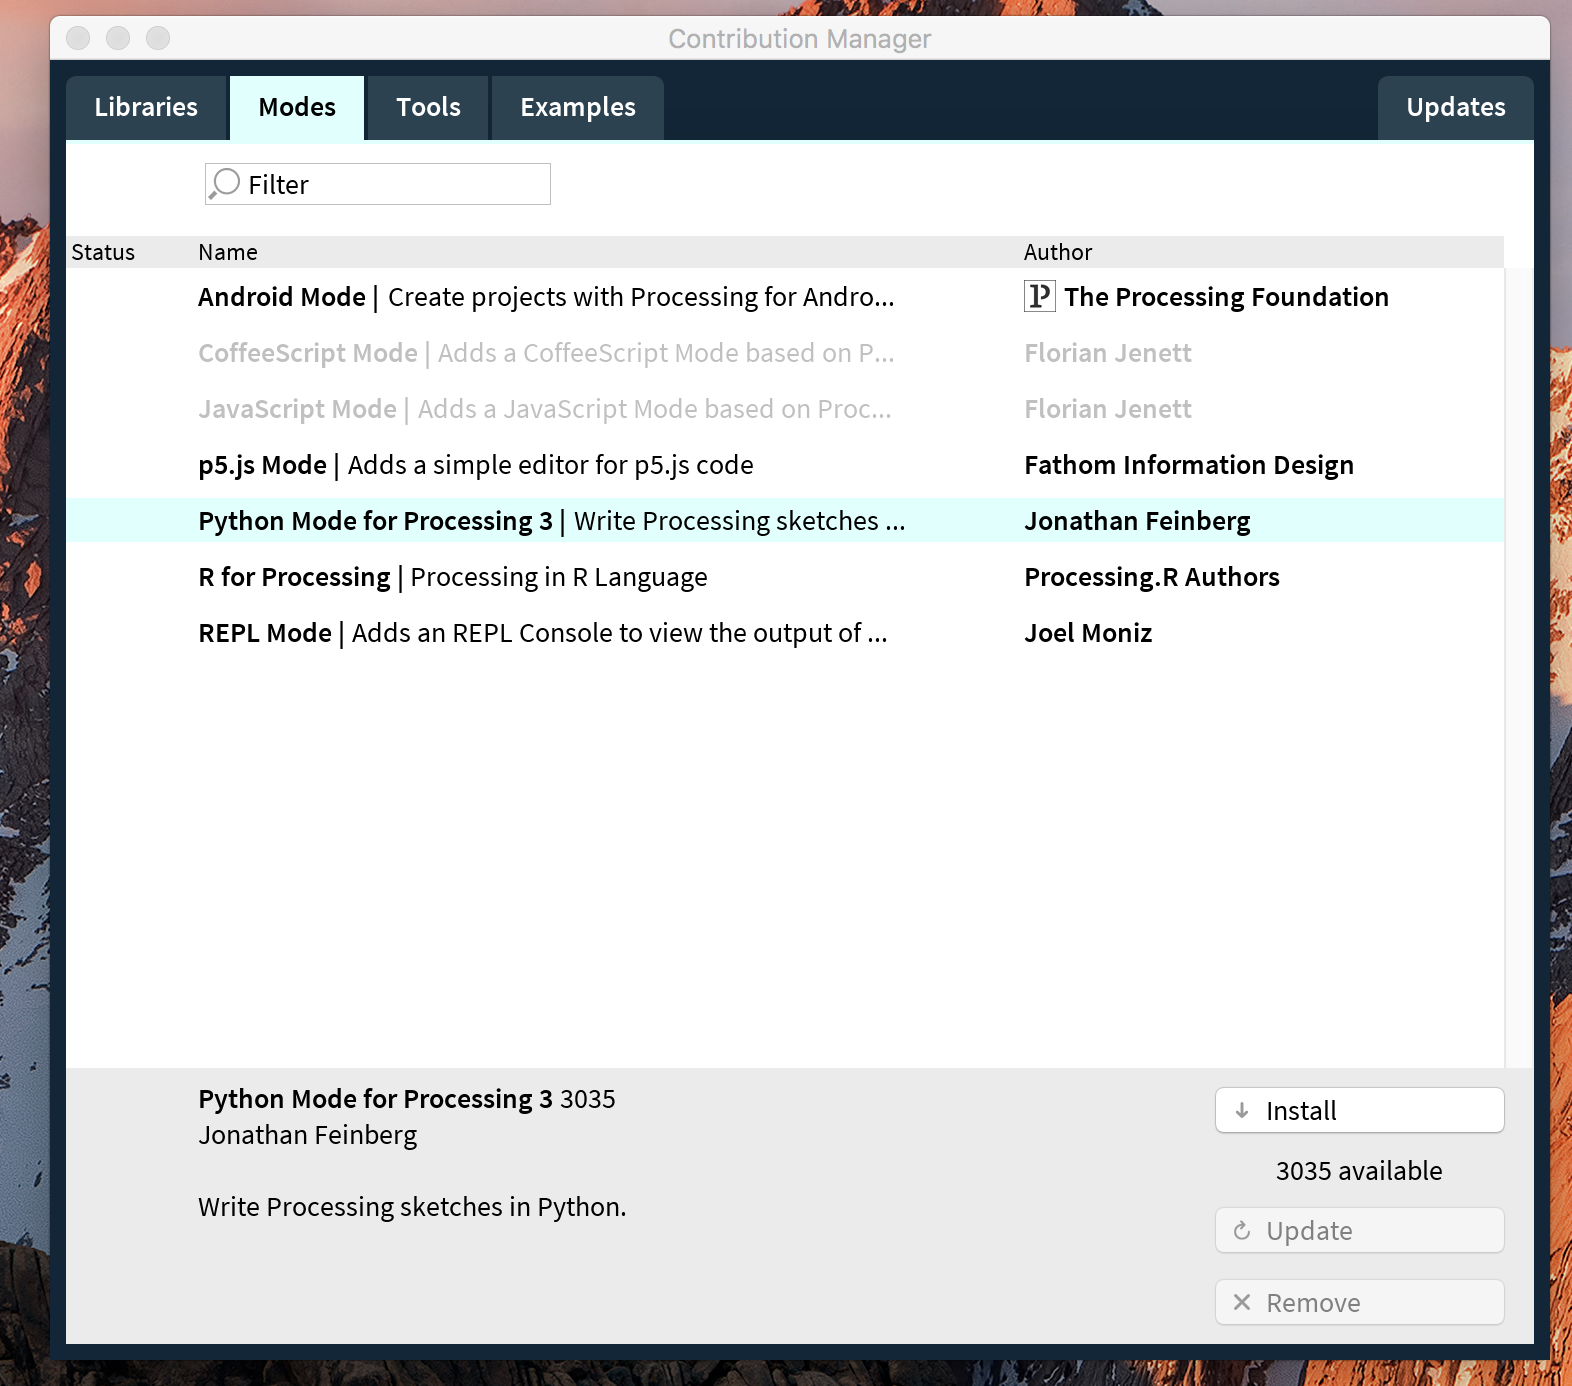 Contribution Manager
Libraries Modes Tools Examples Updates
Filter
Status Name Author
Android Mode | Create projects with Processing for Andro... P The Processing Foundation
CoffeeScript Mode | Adds a CoffeeScript Mode based on P... Florian Jenett
JavaScript Mode | Adds a JavaScript Mode based on Proc... Florian Jenett
p5.js Mode | Adds a simple editor for p5.js code Fathom Information Design
Python Mode for Processing 3 | Write Processing sketches ... Jonathan Feinberg
R for Processing | Processing in R Language Processing.R Authors
REPL Mode | Adds an REPL Console to view the output of ... Joel Moniz
Python Mode for Processing 3 3035
Jonathan Feinberg
Write Processing sketches in Python.
Install
3035 available
Update
Remove